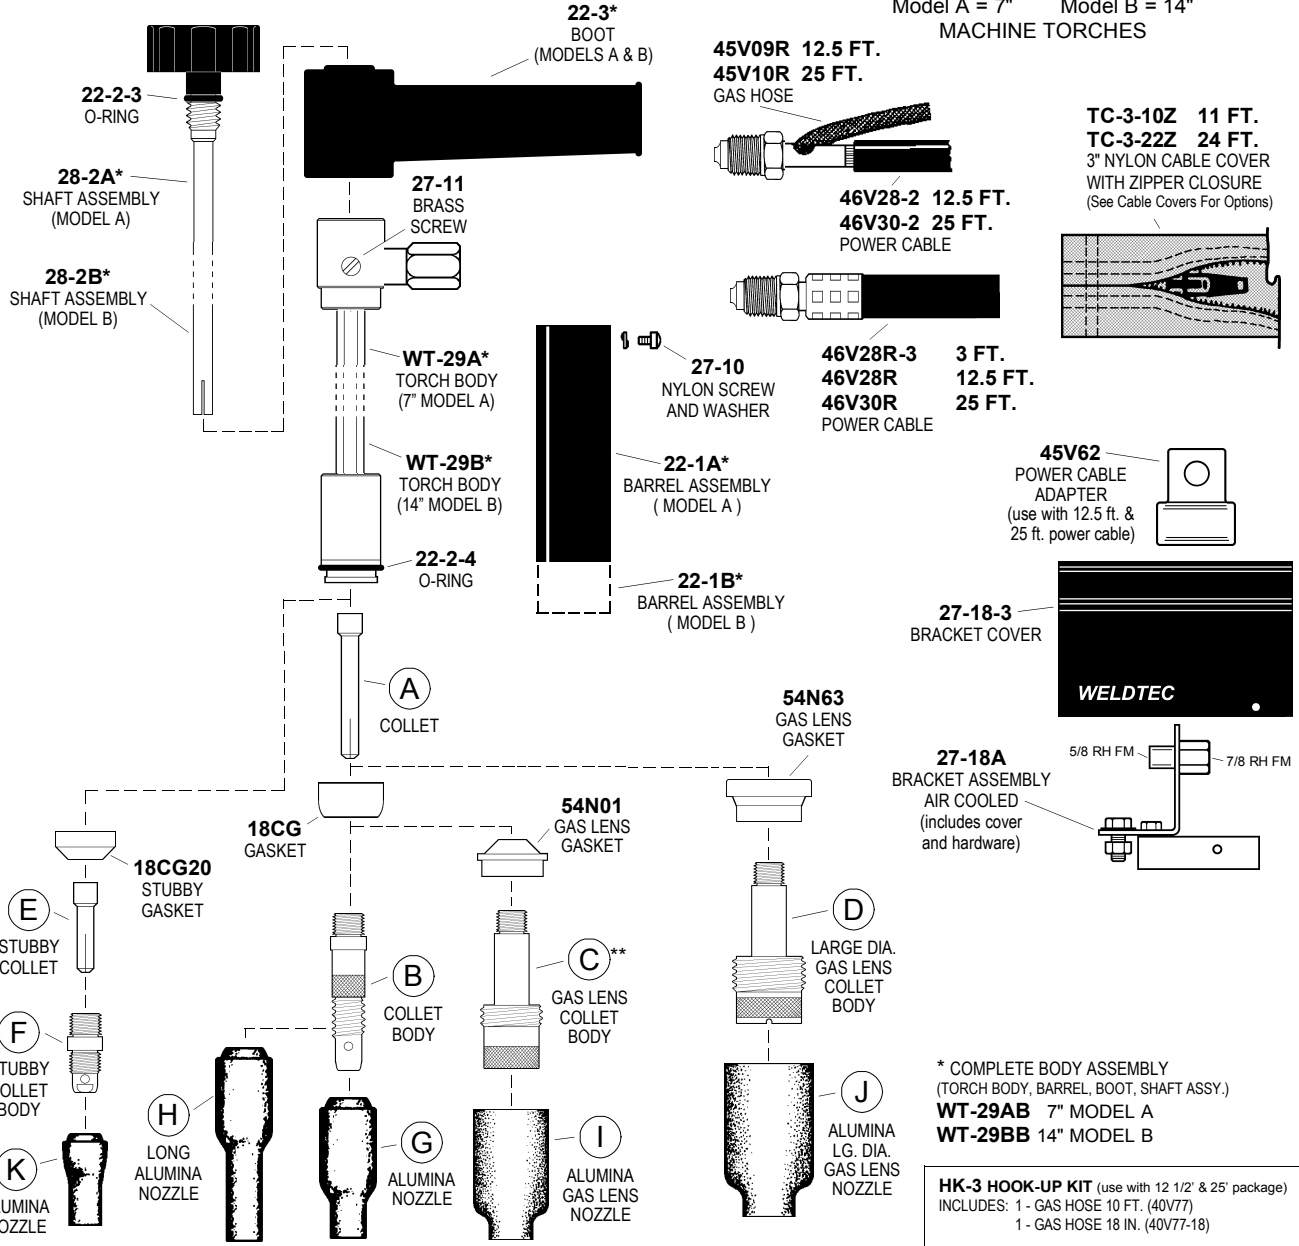 Model A = 7" Model B = 14"
MACHINE TORCHES
22-3*
BOOT
(MODELS A & B)
22-2-3
O-RING
28-2A*
SHAFT ASSEMBLY
(MODEL A)
28-2B*
SHAFT ASSEMBLY
(MODEL B)
27-11
BRASS
SCREW
WT-29A*
TORCH BODY
(7" MODEL A)
WT-29B*
TORCH BODY
(14" MODEL B)
22-2-4
O-RING
45V09R 12.5 FT.
45V10R 25 FT.
GAS HOSE
46V28-2 12.5 FT.
46V30-2 25 FT.
POWER CABLE
46V28R-3 3 FT.
46V28R 12.5 FT.
46V30R 25 FT.
POWER CABLE
TC-3-10Z 11 FT.
TC-3-22Z 24 FT.
3" NYLON CABLE COVER
WITH ZIPPER CLOSURE
(See Cable Covers For Options)
27-10
NYLON SCREW
AND WASHER
22-1A*
BARREL ASSEMBLY
( MODEL A )
22-1B*
BARREL ASSEMBLY
( MODEL B )
45V62
POWER CABLE
ADAPTER
(use with 12.5 ft. &
25 ft. power cable)
27-18-3
BRACKET COVER
WELDTEC
27-18A
BRACKET ASSEMBLY
AIR COOLED
(includes cover
and hardware)
5/8 RH FM
7/8 RH FM
A
COLLET
54N63
GAS LENS
GASKET
18CG
GASKET
54N01
GAS LENS
GASKET
18CG20
STUBBY
GASKET
E
STUBBY
COLLET
F
TUBBY
OLLET
BODY
K
UMINA
OZZLE
B
COLLET
BODY
C**
GAS LENS
COLLET
BODY
D
LARGE DIA.
GAS LENS
COLLET
BODY
H
LONG
ALUMINA
NOZZLE
G
ALUMINA
NOZZLE
I
ALUMINA
GAS LENS
NOZZLE
J
ALUMINA
LG. DIA.
GAS LENS
NOZZLE
* COMPLETE BODY ASSEMBLY
(TORCH BODY, BARREL, BOOT, SHAFT ASSY.)
WT-29AB 7" MODEL A
WT-29BB 14" MODEL B
HK-3 HOOK-UP KIT (use with 12 1/2' & 25' package)
INCLUDES: 1 - GAS HOSE 10 FT. (40V77)
1 - GAS HOSE 18 IN. (40V77-18)